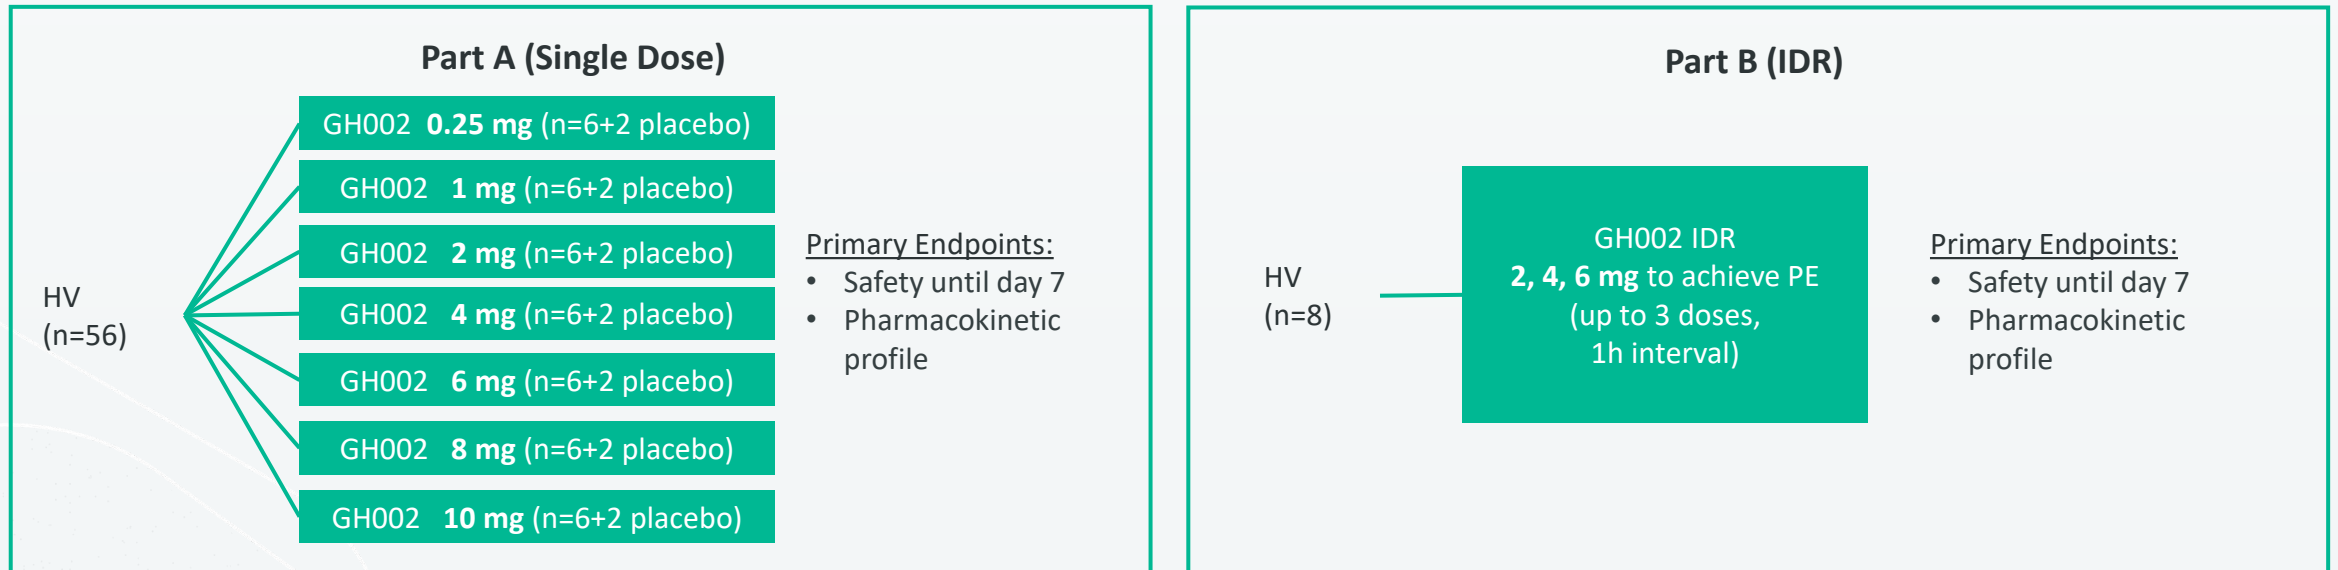 Part A (Single Dose)
HV
(n=56)
GH002 0.25 mg (n=6+2 placebo)
GH002 1 mg (n=6+2 placebo)
GH002 2 mg (n=6+2 placebo)
GH002 4 mg (n=6+2 placebo)
GH002 6 mg (n=6+2 placebo)
GH002 8 mg (n=6+2 placebo)
GH002 10 mg (n=6+2 placebo)
Primary Endpoints:
• Safety until day 7
• Pharmacokinetic
profile
Part B (IDR)
HV
(n=8)
GH002 IDR
2, 4, 6 mg to achieve PE
(up to 3 doses,
1h interval)
Primary Endpoints:
• Safety until day 7
• Pharmacokinetic
profile